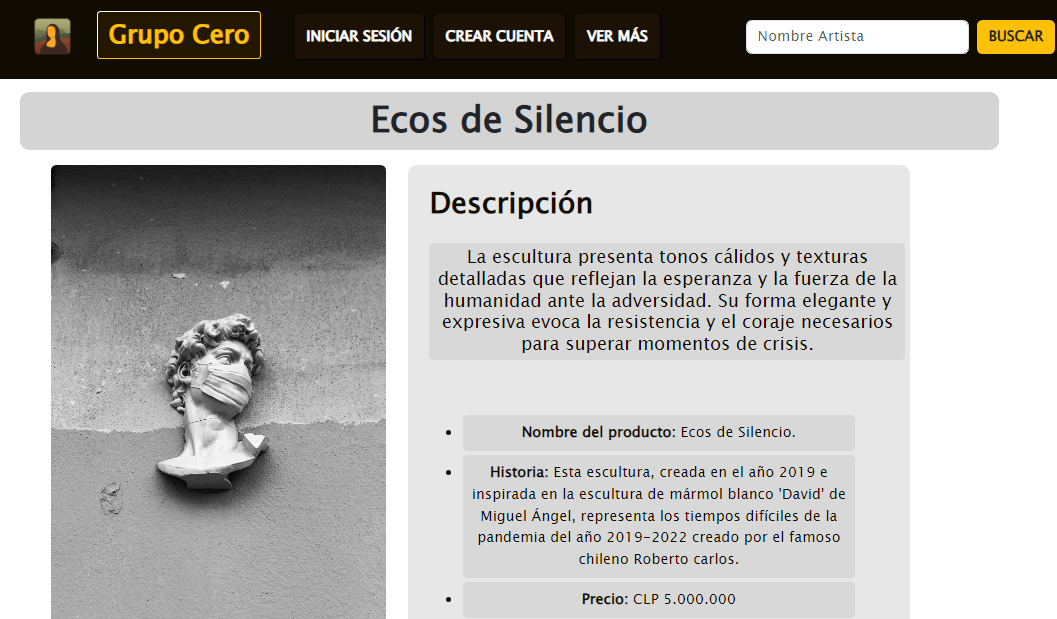 Grupo Cero
INICIAR SESIÓN
CREAR CUENTA
VER MÁS
Nombre Artista
BUSCAR
Ecos de Silencio
Descripción
La escultura presenta tonos cálidos y texturas
detalladas que reflejan la esperanza y la fuerza de la
humanidad ante la adversidad. Su forma elegante y
expresiva evoca la resistencia y el coraje necesarios
para superar momentos de crisis.
Nombre del producto: Ecos de Silencio.
Historia: Esta escultura, creada en el año 2019 e
inspirada en la escultura de mármol blanco 'David' de
Miguel Ángel, representa los tiempos difíciles de la
pandemia del año 2019-2022 creado por el famoso
chileno Roberto carlos.
Precio: CLP 5.000.000